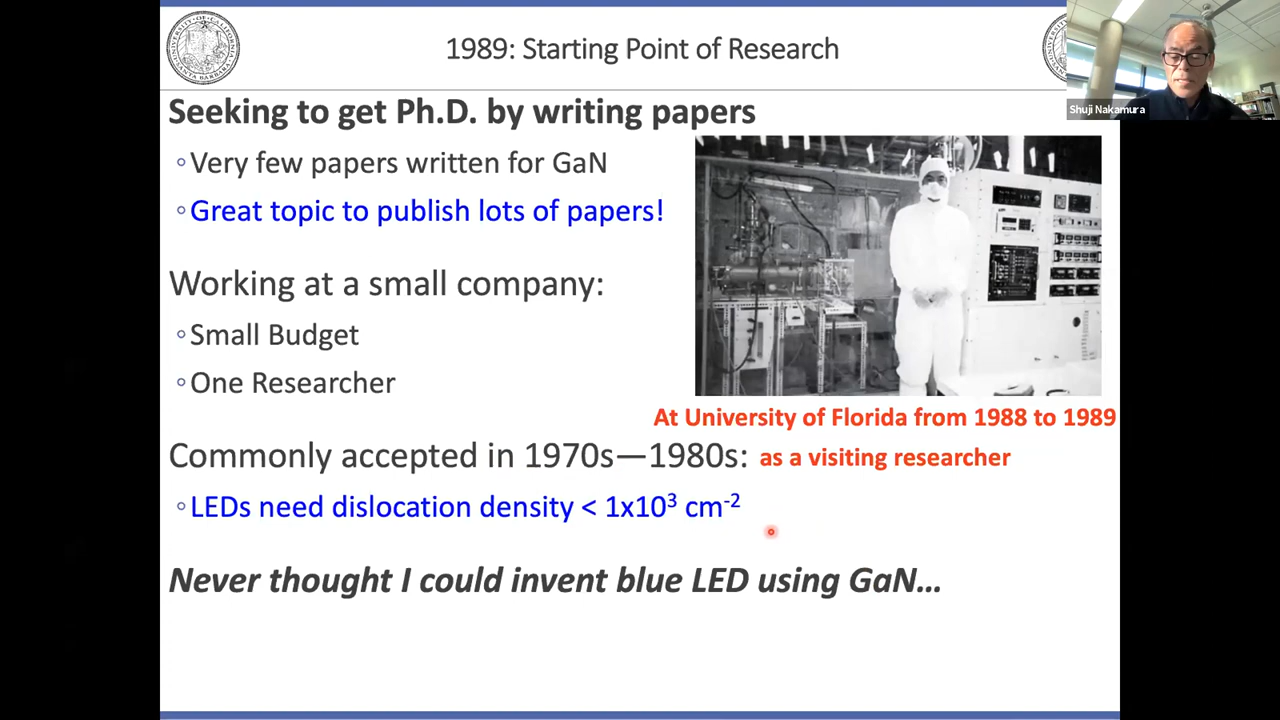 1989: Starting Point of Research
Shuji Nakamura
Seeking to get Ph.D. by writing papers
◦Very few papers written for GaN
◦Great topic to publish lots of papers!
Working at a small company:
◦Small Budget
◦One Researcher
At University of Florida from 1988 to 1989
as a visiting researcher
Commonly accepted in 1970s—1980s:
◦LEDs need dislocation density < 1x10³ cm⁻²
Never thought I could invent blue LED using GaN…